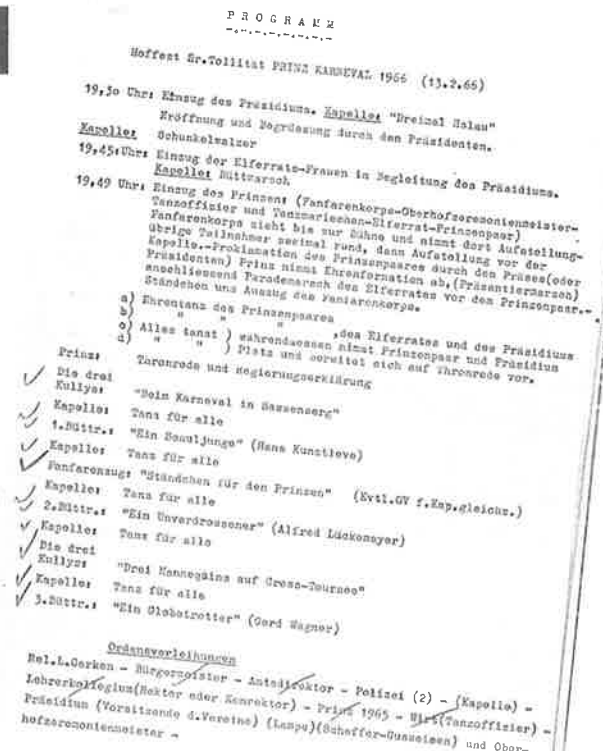 PROGRAMM
Hoffest Sr.Tollität PRINZ KARNEVAL 1966 (13.2.66)
19,30 Uhr: Einzug des Präsidiums. Kapelle: "Dreimal Helau"
Eröffnung und Begrüssung durch den Präsidenten.
Kapelle: Schunkelwalzer
19,45 Uhr: Einzug der Elferrats-Frauen in Begleitung des Präsidiums.
Kapelle: Büttmarsch
19,49 Uhr: Einzug des Prinzen: (Fanfarenkorps-Oberhofzeremonienmeister-
Tanzoffizier und Tanzmariechen-Elferrat-Prinzenpaar)
Fanfarenkorps zieht bis zur Bühne und nimmt dort Aufstellung-
übrige Teilnehmer zweimal rund, dann Aufstellung vor der
Kapelle.-Proklamation des Prinzenpaares durch den Präses(oder
Präsidenten) Prinz nimmt Ehrenformation ab,(Präsentiermarsch)
anschliessend Parademarsch des Elferrates vor dem Prinzenpaar.-
Ständchen und Auszug des Fanfarenkorps.
a) Ehrentanz des Prinzenpaares
b) " " " ,des Elferrates und des Präsidiums
c) Alles tanzt ) währenddessen nimmt Prinzenpaar und Präsidium
d) " " ) Platz und bereitet sich auf Thronrede vor.
Prinz: Tronrede und Regierungserklärung
Die drei
Kullys: "Beim Karneval in Sassenberg"
Kapelle: Tanz für alle
1.Büttr.: "Ein Schuljunge" (Hans Kunstleve)
Kapelle: Tanz für alle
Fanfarenzug: "Ständchen für den Prinzen" (Evtl.GV f.Kap.gleichz.)
Kapelle: Tanz für alle
2.Büttr.: "Ein Unverdrossener" (Alfred Lückemeyer)
Kapelle: Tanz für alle
Die drei
Kullys: "Drei Mannequins auf Cross-Tournee"
Kapelle: Tanz für alle
3.Büttr.: "Ein Globetrotter" (Gerd Wagner)
Ordensverleihungen
Hel.L.Gerken - Bürgermeister - Amtsdirektor - Polizei (2) - (Kapelle) -
Lehrerkollegium(Rektor oder Konrektor) - Prinz 1965 - Wirt(Tanzoffizier) -
Präsidium (Vorsitzende d.Vereine) (Lampe)(Schaffer-Gunseisen) und Ober-
hofzeremonienmeister -